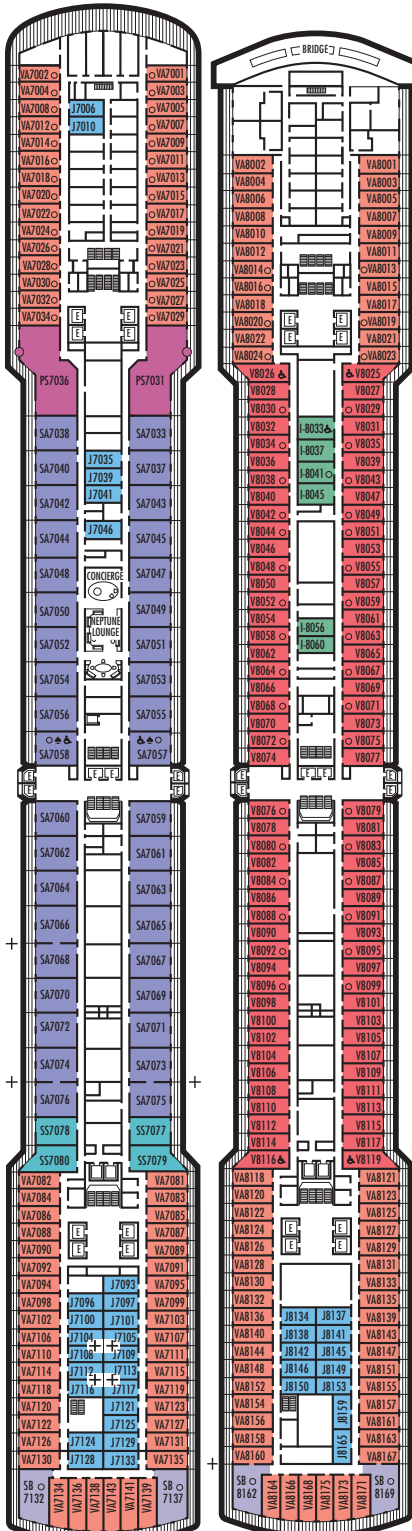 VA7002 VA7001
VA7004 VA7003
VA7008 J7006 VA7005
VA7012 J7010 VA7007
VA7014 VA7009
VA7016 VA7011
VA7018 VA7013
VA7020 VA7015
VA7022 VA7017
VA7024 VA7019
VA7026 VA7021
VA7028 VA7023
VA7030 VA7025
VA7032 VA7027
VA7034 VA7029
E E
E E
PS7036 PS7031
SA7038 SA7033
SA7040 J7035 SA7037
J7039
SA7042 J7041 SA7043
SA7044 J7046 SA7045
SA7048 CONCIERGE SA7047
SA7050 SA7049
SA7052 NEPTUNE SA7051
LOUNGE
SA7054 SA7053
SA7056 SA7055
SA7058 SA7057
E E E E
E E
SA7060 SA7059
SA7062 SA7061
SA7064 SA7063
SA7066 SA7065
SA7068 SA7067
SA7070 SA7069
SA7072 SA7071
SA7074 SA7073
SA7076 SA7075
SS7078 SS7077
SS7080 SS7079
VA7082 VA7081
VA7084 VA7083
VA7086 VA7085
VA7088 E E VA7087
VA7090 E E VA7089
VA7092 VA7091
VA7094 J7093 VA7095
VA7098 J7096 J7097 VA7099
VA7102 J7100 J7101 VA7103
VA7106 J7104 J7105 VA7107
VA7110 J7108 J7109 VA7111
VA7114 J7112 J7113 VA7115
VA7118 J7116 J7117 VA7119
VA7120 J7121 VA7123
VA7122 J7125 VA7127
VA7126 J7124 J7129 VA7131
VA7130 J7128 J7133 VA7135
SB 7132 VA7134 VA7136 VA7138 VA7143 VA7141 VA7139 SB 7137
BRIDGE
VA8002 VA8001
VA8004 VA8003
VA8006 VA8005
VA8008 VA8007
VA8010 VA8009
VA8012 VA8011
VA8014 VA8013
VA8016 VA8015
VA8018 VA8017
VA8020 E E VA8019
VA8022 E E VA8021
VA8024 VA8023
V8026 V8025
V8028 V8027
V8030 V8029
V8032 I-8033 V8031
V8034 I-8037 V8035
V8036 V8039
V8038 I-8041 V8043
V8040 I-8045 V8047
V8042 V8049
V8044 V8051
V8046 V8053
V8048 V8055
V8050 V8057
V8052 V8059
V8054 I-8056 V8061
V8058 I-8060 V8063
V8062 V8065
V8064 V8067
V8066 V8069
V8068 V8071
V8070 V8073
V8072 V8075
V8074 V8077
E E E E
E E
V8076 V8079
V8078 V8081
V8080 V8083
V8082 V8085
V8084 V8087
V8086 V8089
V8088 V8091
V8090 V8093
V8092 V8095
V8094 V8097
V8096 V8099
V8098 V8101
V8100 V8103
V8102 V8105
V8104 V8107
V8106 V8109
V8108 V8111
V8110 V8113
V8112 V8115
V8114 V8117
V8116 V8119
VA8118 VA8121
VA8120 VA8123
VA8122 VA8125
VA8124 E E VA8127
VA8126 E E VA8129
VA8128 VA8131
VA8130 VA8133
VA8132 VA8135
VA8136 J8134 J8137 VA8139
VA8140 J8138 J8141 VA8143
VA8144 J8142 J8145 VA8147
VA8148 J8146 J8149 VA8151
VA8152 J8150 J8153 VA8155
VA8154 J8159 VA8157
VA8156 VA8161
VA8158 J8165 VA8163
VA8160 VA8167
SB 8162 VA8164 VA8166 VA8168 VA8175 VA8173 VA8171 SB 8169